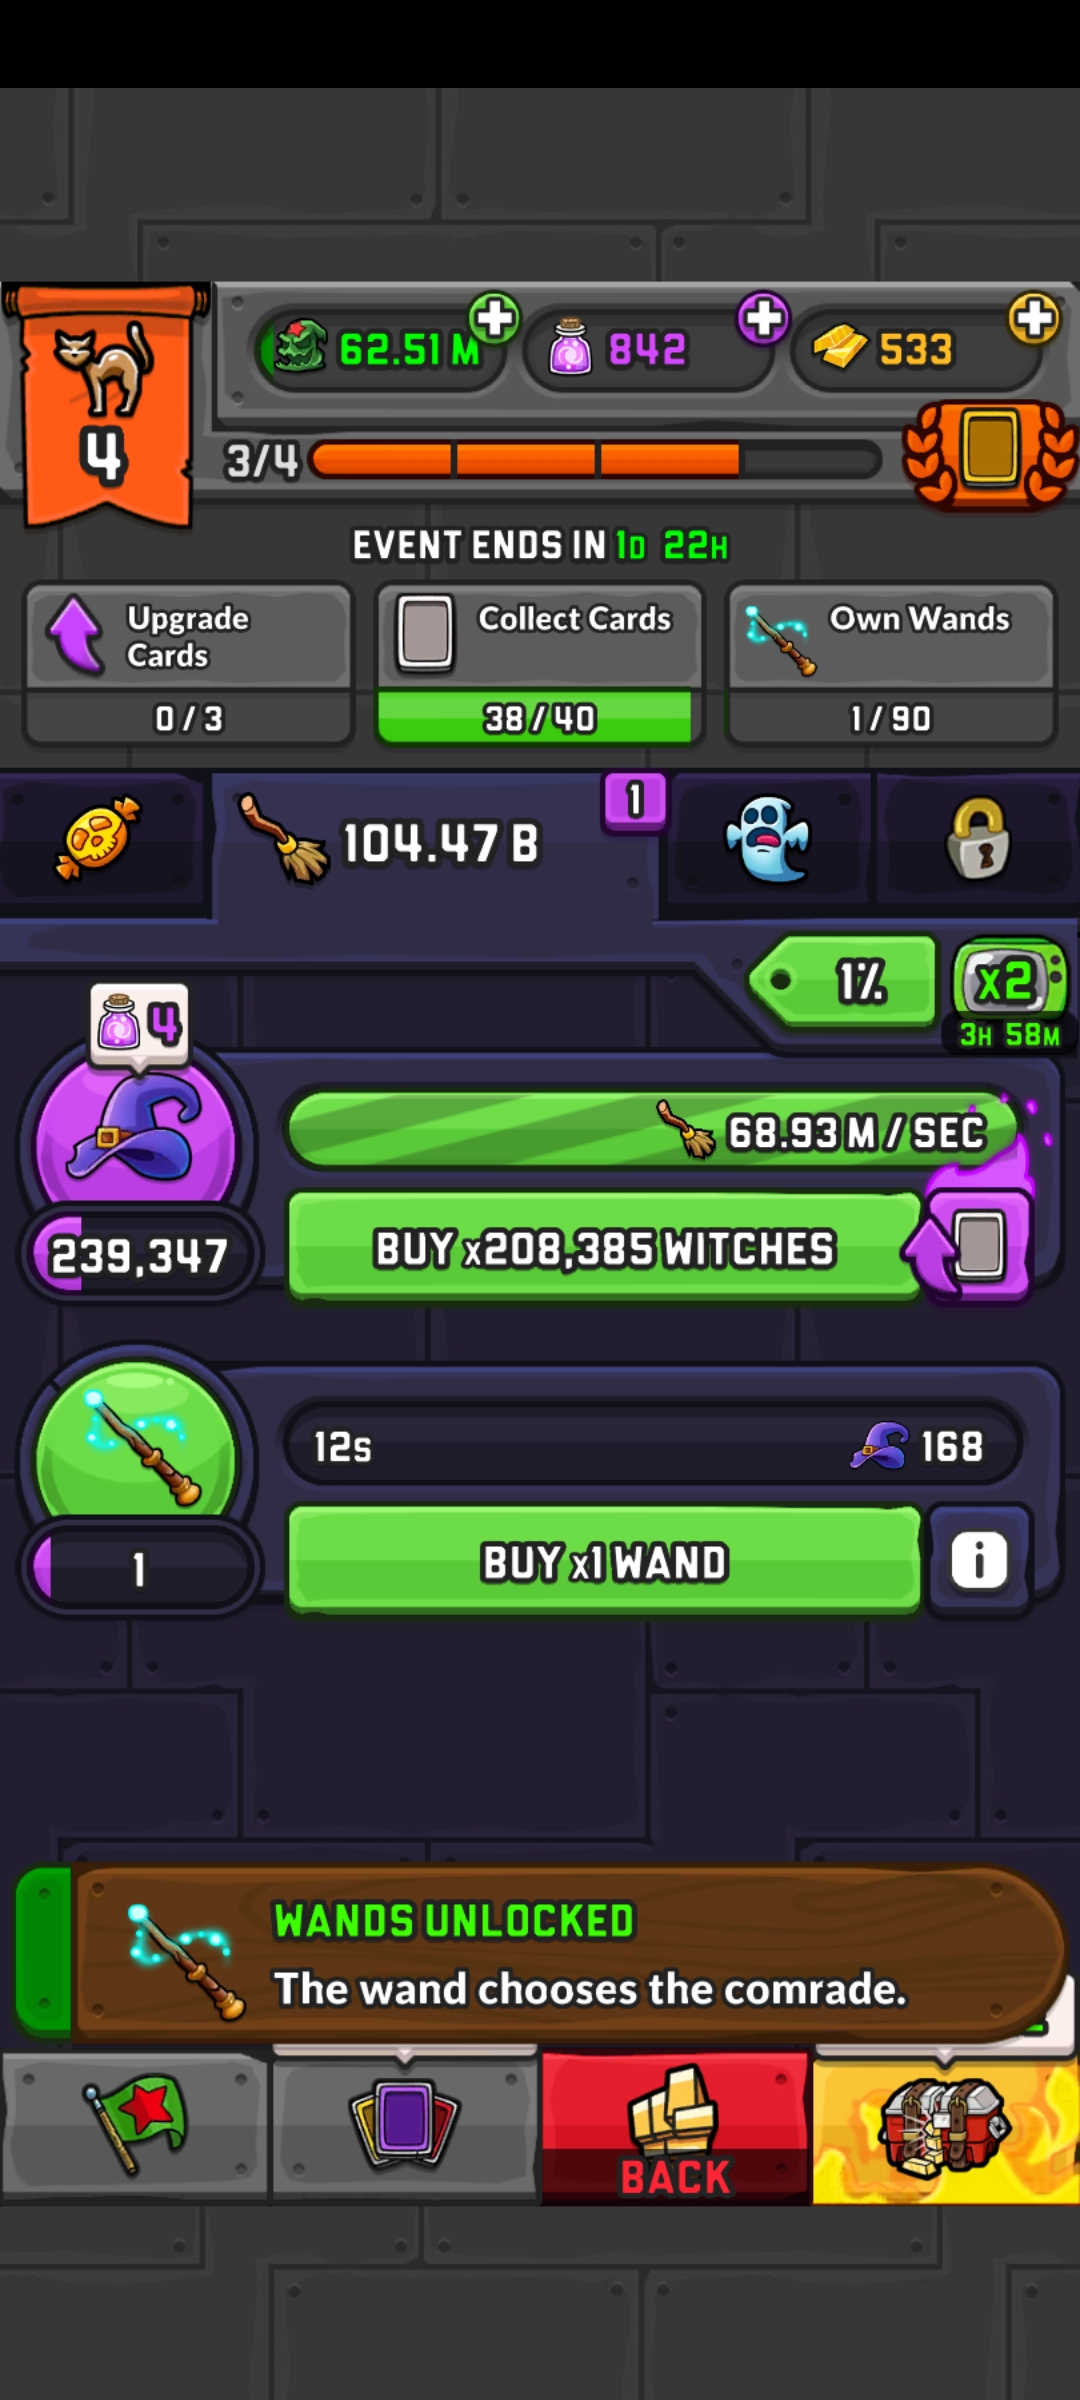 62.51 M
842
533
4
3/4
EVENT ENDS IN 1D 22H
Upgrade
Cards
Collect Cards
Own Wands
0 / 3
38 / 40
1 / 90
104.47 B
1
1%
x2
3H 58M
4
68.93 M / SEC
239,347
BUY x208,385 WITCHES
12s
168
1
BUY x1 WAND
i
WANDS UNLOCKED
The wand chooses the comrade.
BACK